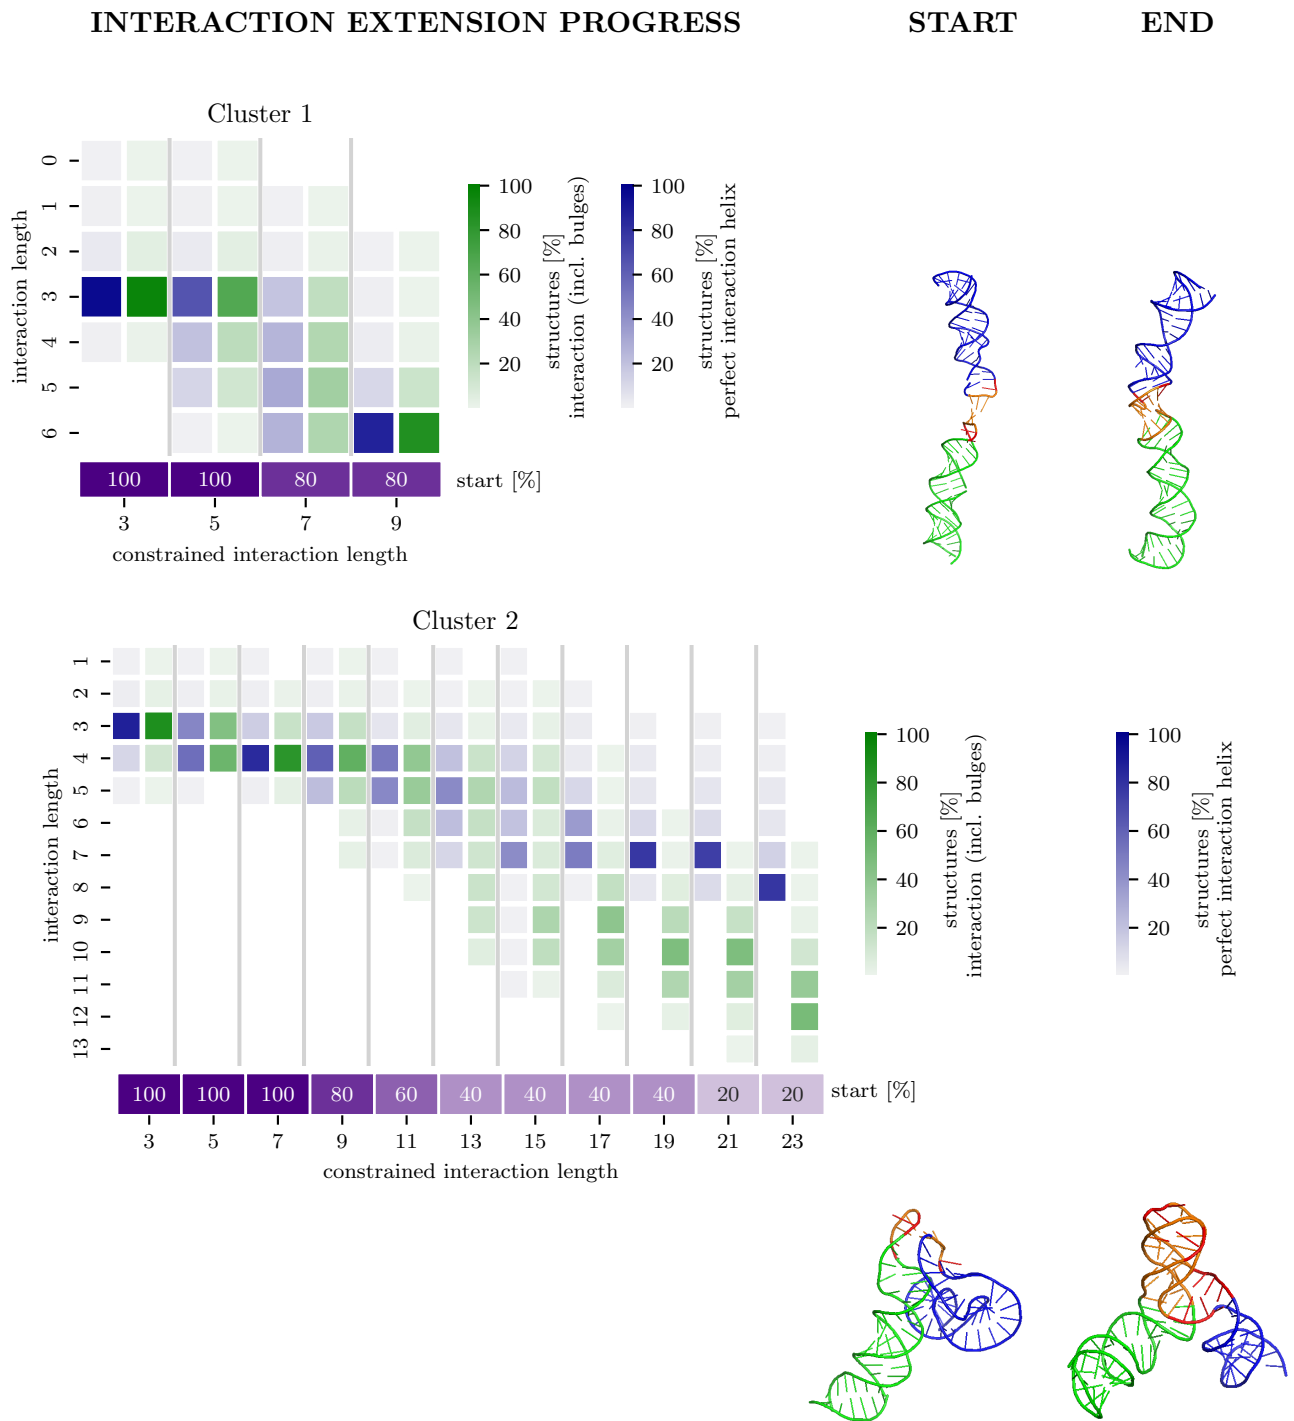 INTERACTION EXTENSION PROGRESS START END
Cluster 1
interaction length
0
1
2
3
4
5
6
100 100 80 80 start [%]
3 5 7 9
constrained interaction length
100
80
60
40
20
structures [%]
interaction (incl. bulges)
100
80
60
40
20
structures [%]
perfect interaction helix
Cluster 2
interaction length
1
2
3
4
5
6
7
8
9
10
11
12
13
100 100 100 80 60 40 40 40 40 20 20 start [%]
3 5 7 9 11 13 15 17 19 21 23
constrained interaction length
100
80
60
40
20
structures [%]
interaction (incl. bulges)
100
80
60
40
20
structures [%]
perfect interaction helix